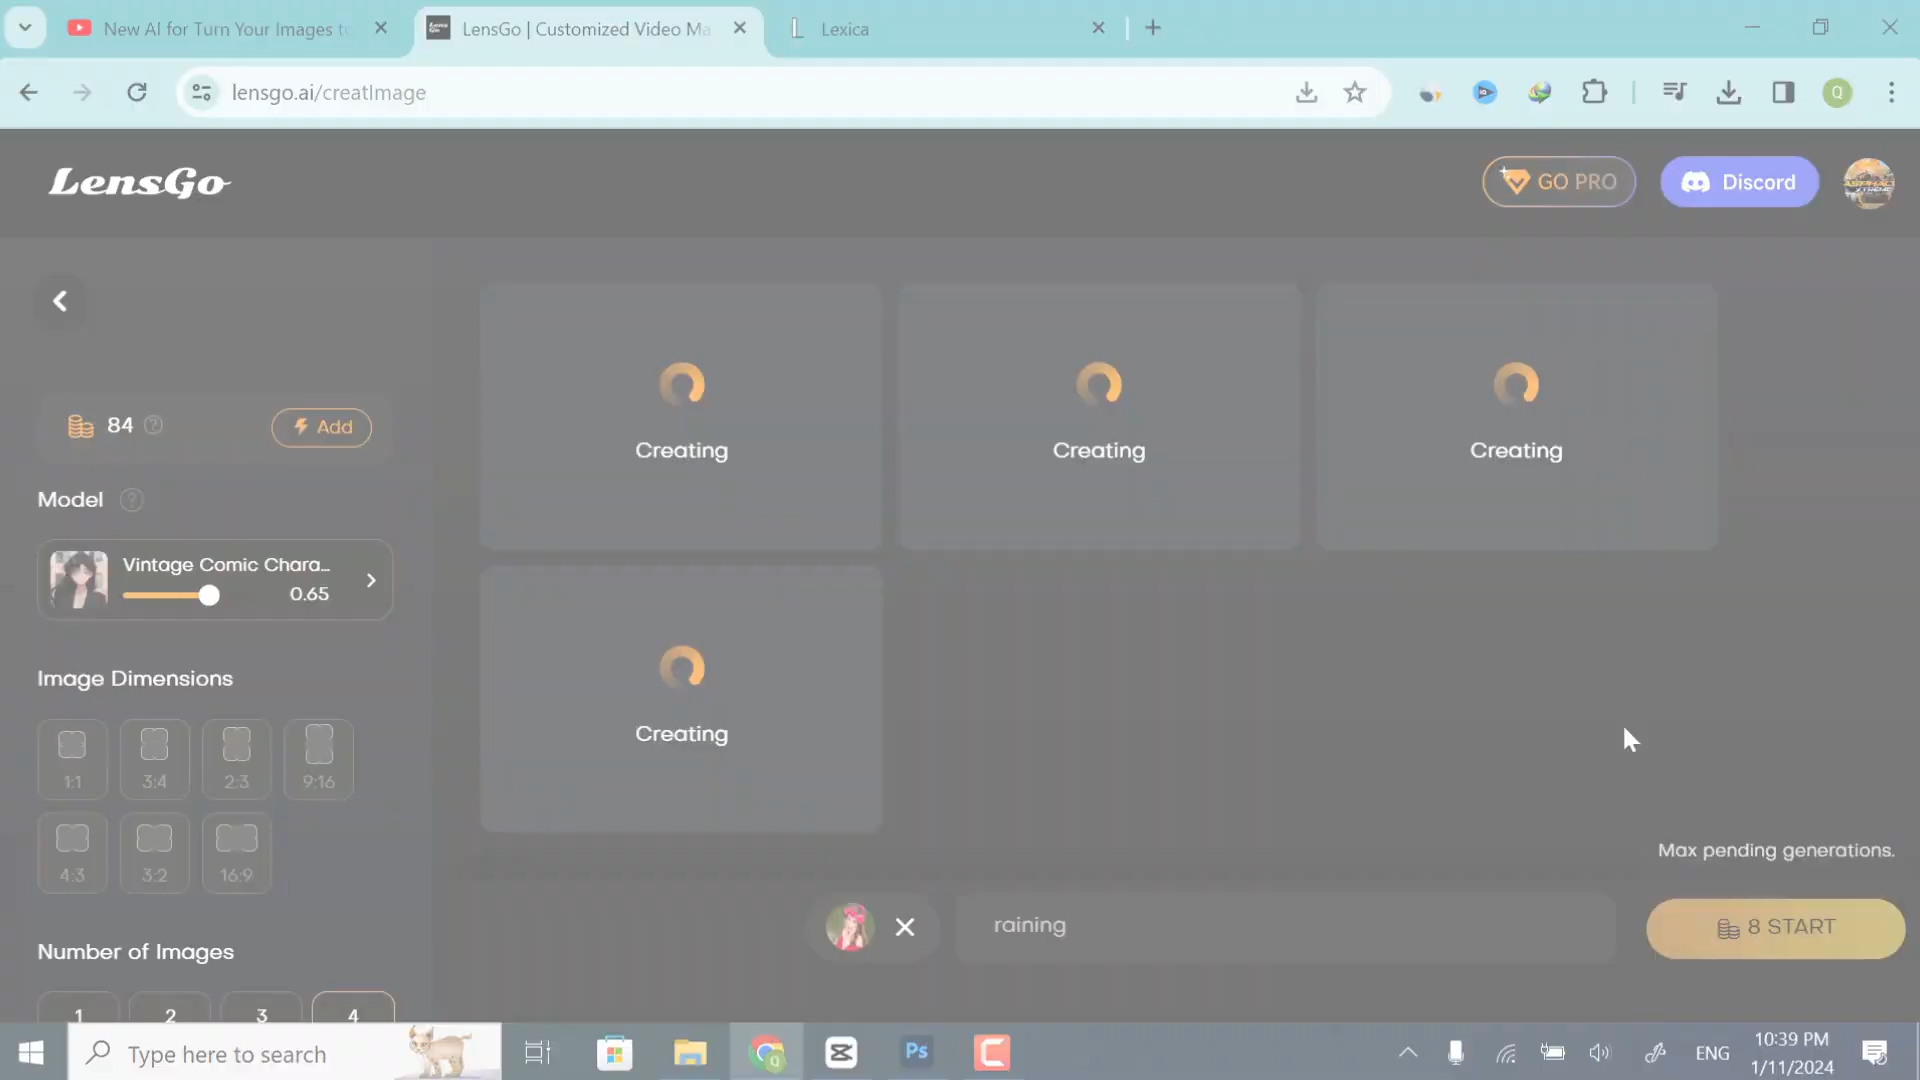 New AI for Turn Your Images to
LensGo | Customized Video Ma
Lexica
lensgo.ai/creatImage
Q
LensGo
GO PRO
Discord
84
Add
Creating
Creating
Creating
Model
Vintage Comic Chara...
0.65
Image Dimensions
1:1
3:4
2:3
9:16
Creating
4:3
3:2
16:9
Max pending generations.
raining
8 START
Number of Images
1
2
3
4
Type here to search
Ps
ENG
10:39 PM
1/11/2024